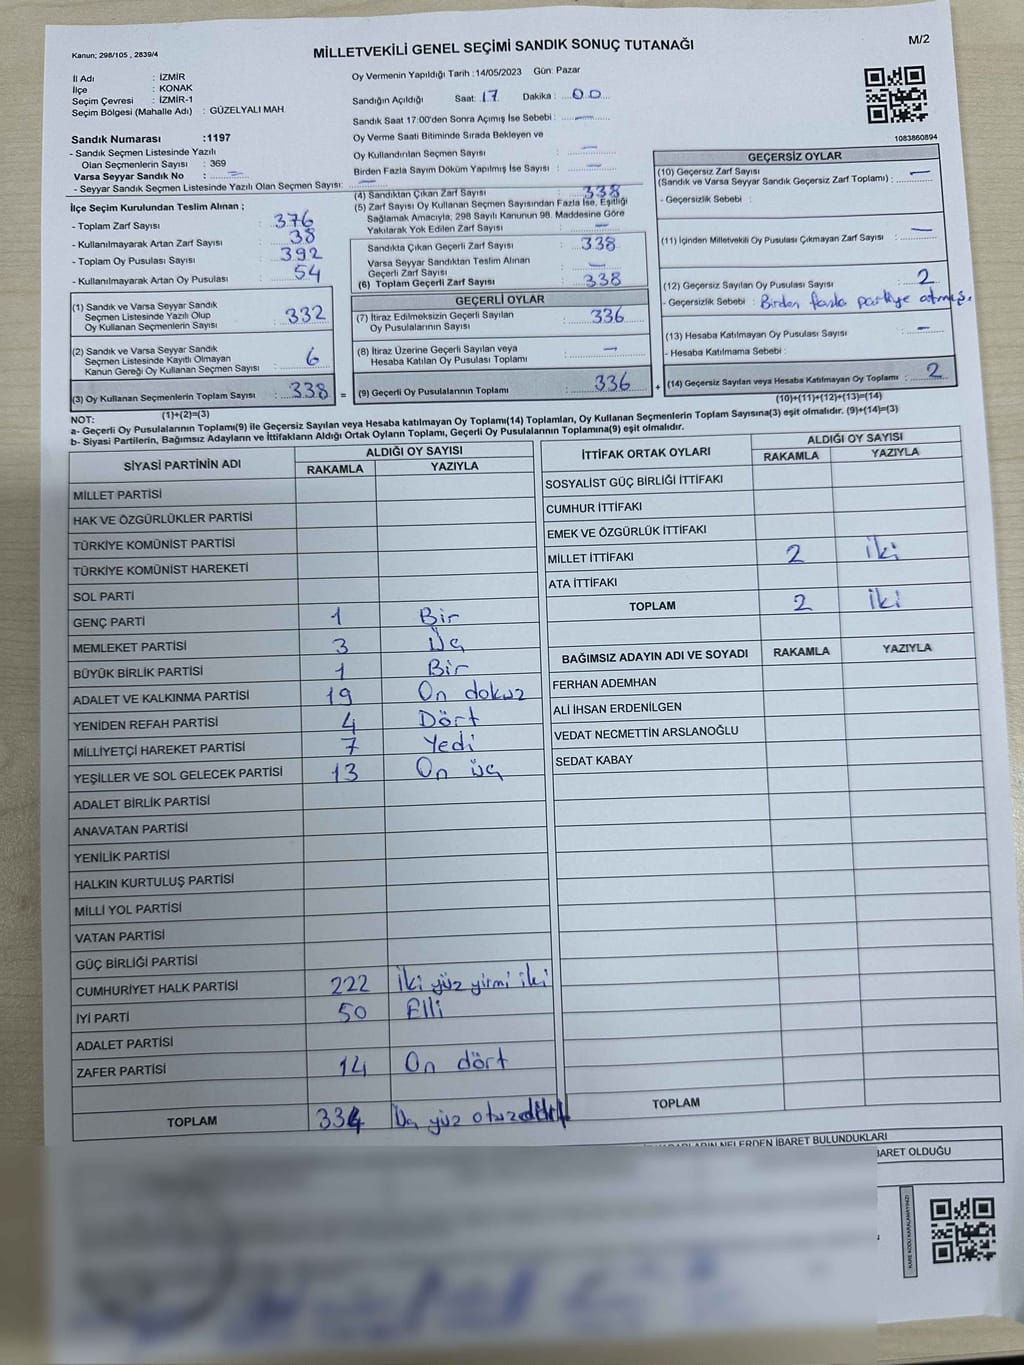 Kanun; 298/105 , 2839/4
MİLLETVEKİLİ GENEL SEÇİMİ SANDIK SONUÇ TUTANAĞI
M/2
İl Adı : İZMİR
İlçe : KONAK
Seçim Çevresi : İZMİR-1
Seçim Bölgesi (Mahalle Adı) : GÜZELYALI MAH
Sandık Numarası :1197
- Sandık Seçmen Listesinde Yazılı
Olan Seçmenlerin Sayısı : 369
Varsa Seyyar Sandık No : —
- Seyyar Sandık Seçmen Listesinde Yazılı Olan Seçmen Sayısı: —
Oy Vermenin Yapıldığı Tarih :14/05/2023 Gün: Pazar
Sandığın Açıldığı Saat: 17 Dakika : 00
Sandık Saat 17:00'den Sonra Açımış İse Sebebi : —
Oy Verme Saati Bitiminde Sırada Bekleyen ve
Oy Kullandırılan Seçmen Sayısı : —
Birden Fazla Sayım Döküm Yapılmış İse Sayısı : —
1083860894
İlçe Seçim Kurulundan Teslim Alınan ;
- Toplam Zarf Sayısı : 376
- Kullanılmayarak Artan Zarf Sayısı : 38
- Toplam Oy Pusulası Sayısı : 392
- Kullanılmayarak Artan Oy Pusulası : 54
(1) Sandık ve Varsa Seyyar Sandık
Seçmen Listesinde Yazılı Olup
Oy Kullanan Seçmenlerin Sayısı : 332
(2) Sandık ve Varsa Seyyar Sandık
Seçmen Listesinde Kayıtlı Olmayan
Kanun Gereği Oy Kullanan Seçmen Sayısı : 6
(3) Oy Kullanan Seçmenlerin Toplam Sayısı : 338 =
(1)+(2)=(3)
(4) Sandıktan Çıkan Zarf Sayısı : 338
(5) Zarf Sayısı Oy Kullanan Seçmen Sayısından Fazla İse, Eşitliği
Sağlamak Amacıyla, 298 Sayılı Kanunun 98. Maddesine Göre
Yakılarak Yok Edilen Zarf Sayısı : —
Sandıkta Çıkan Geçerli Zarf Sayısı : 338
Varsa Seyyar Sandıktan Teslim Alınan
Geçerli Zarf Sayısı : —
(6) Toplam Geçerli Zarf Sayısı : 338
GEÇERLİ OYLAR
(7) İtiraz Edilmeksizin Geçerli Sayılan
Oy Pusulalarının Sayısı : 336
(8) İtiraz Üzerine Geçerli Sayılan veya
Hesaba Katılan Oy Pusulası Toplamı : —
(9) Geçerli Oy Pusulalarının Toplamı : 336 +
GEÇERSİZ OYLAR
(10) Geçersiz Zarf Sayısı
(Sandık ve Varsa Seyyar Sandık Geçersiz Zarf Toplamı) : —
- Geçersizlik Sebebi :
(11) İçinden Milletvekili Oy Pusulası Çıkmayan Zarf Sayısı : —
(12) Geçersiz Sayılan Oy Pusulası Sayısı : 2
- Geçersizlik Sebebi : Birden fazla partiye atmış.
(13) Hesaba Katılmayan Oy Pusulası Sayısı : —
- Hesaba Katılmama Sebebi :
(14) Geçersiz Sayılan veya Hesaba Katılmayan Oy Toplamı : 2
(10)+(11)+(12)+(13)=(14)
NOT:
a- Geçerli Oy Pusulalarının Toplamı(9) ile Geçersiz Sayılan veya Hesaba katılmayan Oy Toplamı(14) Toplamları, Oy Kullanan Seçmenlerin Toplam Sayısına(3) eşit olmalıdır. (9)+(14)=(3)
b- Siyasi Partilerin, Bağımsız Adayların ve İttifakların Aldığı Ortak Oyların Toplamı, Geçerli Oy Pusulalarının Toplamına(9) eşit olmalıdır.
SİYASİ PARTİNİN ADI ALDIĞI OY SAYISI
RAKAMLA YAZIYLA
MİLLET PARTİSİ
HAK VE ÖZGÜRLÜKLER PARTİSİ
TÜRKİYE KOMÜNİST PARTİSİ
TÜRKİYE KOMÜNİST HAREKETİ
SOL PARTİ
GENÇ PARTİ 1 Bir
MEMLEKET PARTİSİ 3 Üç
BÜYÜK BİRLİK PARTİSİ 1 Bir
ADALET VE KALKINMA PARTİSİ 19 On dokuz
YENİDEN REFAH PARTİSİ 4 Dört
MİLLİYETÇİ HAREKET PARTİSİ 7 Yedi
YEŞİLLER VE SOL GELECEK PARTİSİ 13 On üç
ADALET BİRLİK PARTİSİ
ANAVATAN PARTİSİ
YENİLİK PARTİSİ
HALKIN KURTULUŞ PARTİSİ
MİLLİ YOL PARTİSİ
VATAN PARTİSİ
GÜÇ BİRLİĞİ PARTİSİ
CUMHURİYET HALK PARTİSİ 222 İki yüz yirmi iki
İYİ PARTİ 50 Elli
ADALET PARTİSİ
ZAFER PARTİSİ 14 On dört
TOPLAM 334 Üç yüz otuz
İTTİFAK ORTAK OYLARI ALDIĞI OY SAYISI
RAKAMLA YAZIYLA
SOSYALİST GÜÇ BİRLİĞİ İTTİFAKI
CUMHUR İTTİFAKI
EMEK VE ÖZGÜRLÜK İTTİFAKI
MİLLET İTTİFAKI 2 iki
ATA İTTİFAKI
TOPLAM 2 iki
BAĞIMSIZ ADAYIN ADI VE SOYADI RAKAMLA YAZIYLA
FERHAN ADEMHAN
ALİ İHSAN ERDENİLGEN
VEDAT NECMETTİN ARSLANOĞLU
SEDAT KABAY
TOPLAM
NELERDEN İBARET BULUNDUKLARI
OLDUĞU